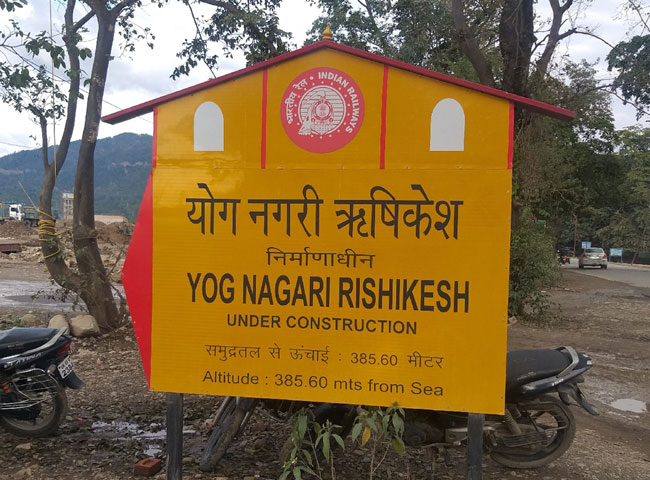 भारतीय रेल INDIAN RAILWAYS
योग नगरी ऋषिकेश
निर्माणाधीन
YOG NAGARI RISHIKESH
UNDER CONSTRUCTION
समुद्रतल से ऊंचाई : 385.60 मीटर
Altitude : 385.60 mts from Sea